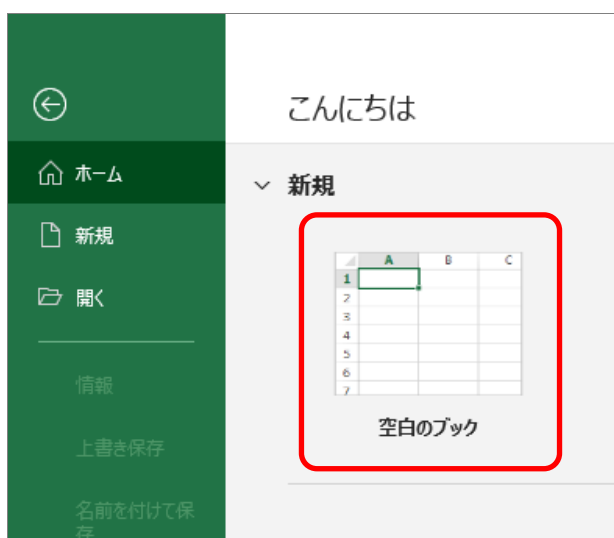 こんにちは
ホーム
新規
開く
情報
上書き保存
名前を付けて保
存
新規
A B C
1
2
3
4
5
6
7
空白のブック